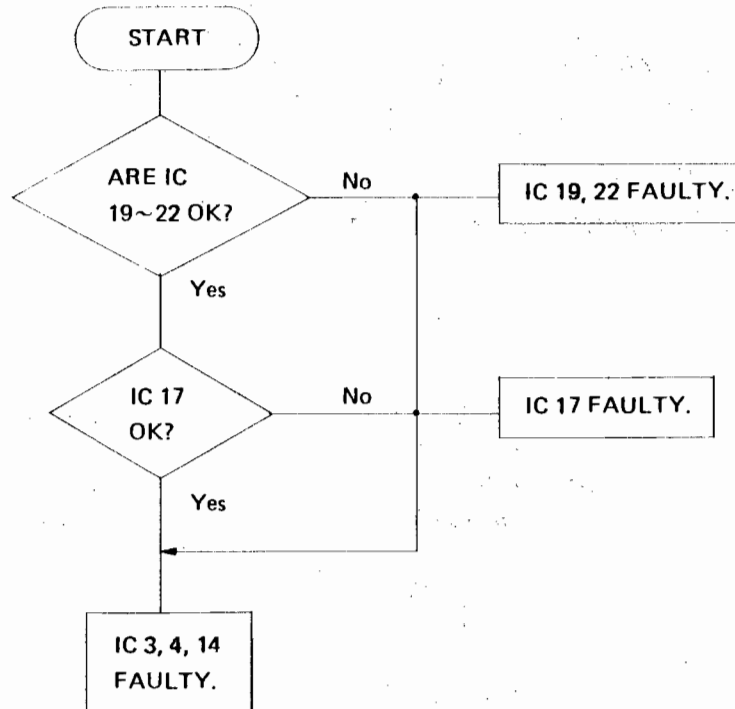 START
ARE IC
19~22 OK?
No
IC 19, 22 FAULTY.
Yes
IC 17
OK?
No
IC 17 FAULTY.
Yes
IC 3, 4, 14
FAULTY.